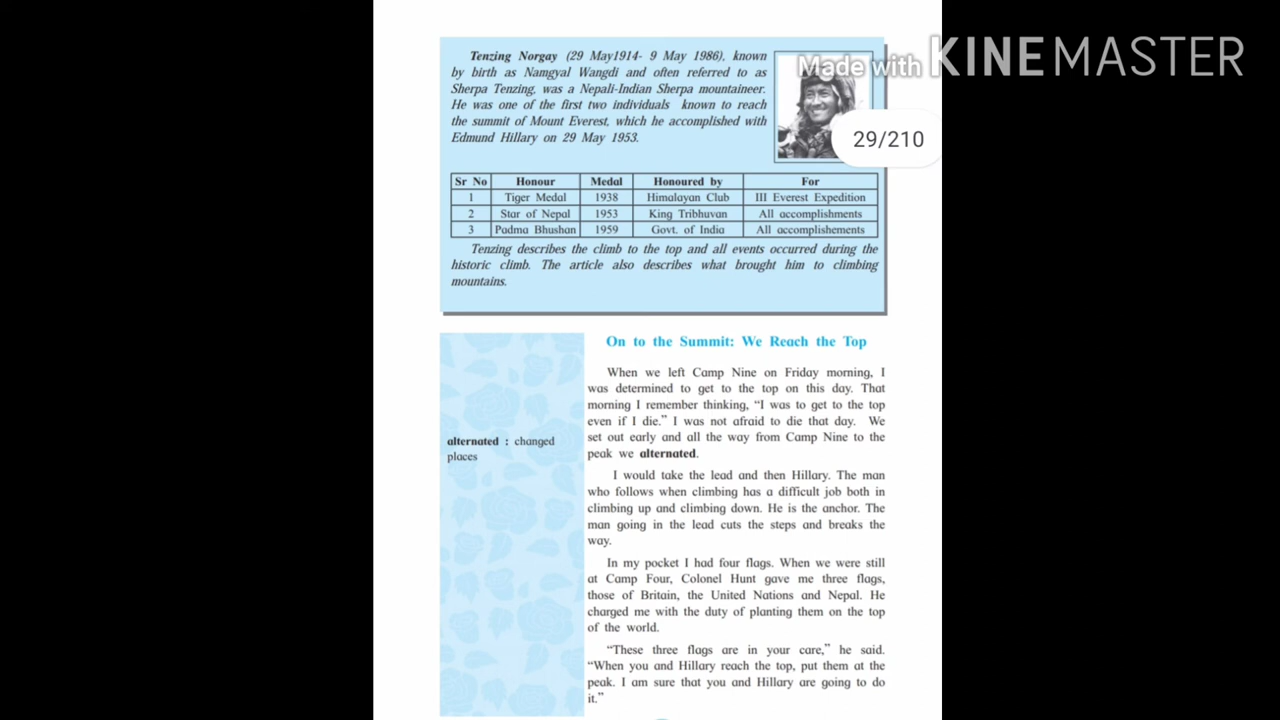 Made with KINEMASTER
29/210
Tenzing Norgay (29 May1914- 9 May 1986), known
by birth as Namgyal Wangdi and often referred to as
Sherpa Tenzing, was a Nepali-Indian Sherpa mountaineer.
He was one of the first two individuals known to reach
the summit of Mount Everest, which he accomplished with
Edmund Hillary on 29 May 1953.
Sr No Honour Medal Honoured by For
1 Tiger Medal 1938 Himalayan Club III Everest Expedition
2 Star of Nepal 1953 King Tribhuvan All accomplishments
3 Padma Bhushan 1959 Govt. of India All accomplishements
Tenzing describes the climb to the top and all events occurred during the
historic climb. The article also describes what brought him to climbing
mountains.
On to the Summit: We Reach the Top
When we left Camp Nine on Friday morning, I
was determined to get to the top on this day. That
morning I remember thinking, “I was to get to the top
even if I die.” I was not afraid to die that day. We
set out early and all the way from Camp Nine to the
peak we alternated.
alternated : changed
places
I would take the lead and then Hillary. The man
who follows when climbing has a difficult job both in
climbing up and climbing down. He is the anchor. The
man going in the lead cuts the steps and breaks the
way.
In my pocket I had four flags. When we were still
at Camp Four, Colonel Hunt gave me three flags,
those of Britain, the United Nations and Nepal. He
charged me with the duty of planting them on the top
of the world.
“These three flags are in your care,” he said.
“When you and Hillary reach the top, put them at the
peak. I am sure that you and Hillary are going to do
it.”